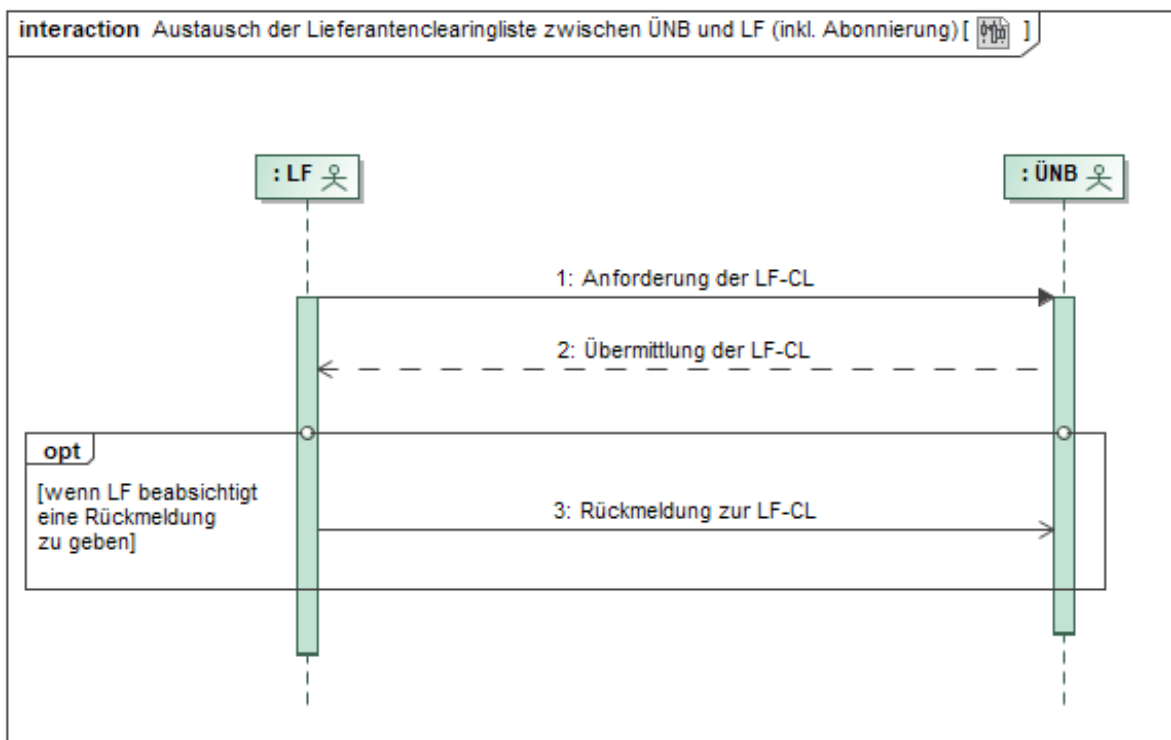 interaction Austausch der Lieferantenclearingliste zwischen ÜNB und LF (inkl. Abonnierung) [ ]
: LF
: ÜNB
1: Anforderung der LF-CL
2: Übermittlung der LF-CL
opt
[wenn LF beabsichtigt
eine Rückmeldung
zu geben]
3: Rückmeldung zur LF-CL